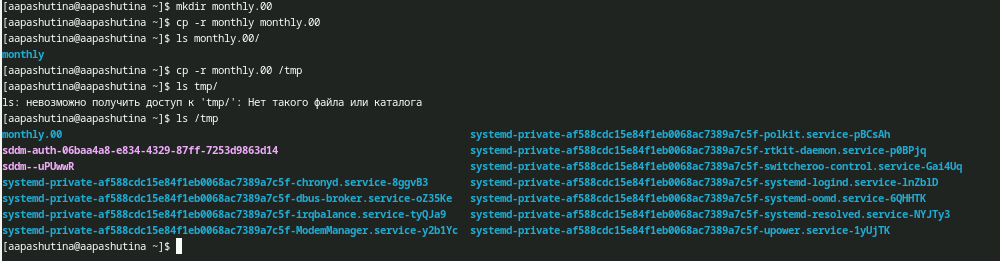 [aapashutina@aapashutina ~]$ mkdir monthly.00
[aapashutina@aapashutina ~]$ cp -r monthly monthly.00
[aapashutina@aapashutina ~]$ ls monthly.00/
monthly
[aapashutina@aapashutina ~]$ cp -r monthly.00 /tmp
[aapashutina@aapashutina ~]$ ls tmp/
ls: невозможно получить доступ к 'tmp/': Нет такого файла или каталога
[aapashutina@aapashutina ~]$ ls /tmp
monthly.00 systemd-private-af588cdc15e84f1eb0068ac7389a7c5f-polkit.service-pBCsAh
sddm-auth-06baa4a8-e834-4329-87ff-7253d9863d14 systemd-private-af588cdc15e84f1eb0068ac7389a7c5f-rtkit-daemon.service-p0BPjq
sddm--uPUwwR systemd-private-af588cdc15e84f1eb0068ac7389a7c5f-switcheroo-control.service-Gai4Uq
systemd-private-af588cdc15e84f1eb0068ac7389a7c5f-chronyd.service-8ggvB3 systemd-private-af588cdc15e84f1eb0068ac7389a7c5f-systemd-logind.service-lnZblD
systemd-private-af588cdc15e84f1eb0068ac7389a7c5f-dbus-broker.service-oZ35Ke systemd-private-af588cdc15e84f1eb0068ac7389a7c5f-systemd-oomd.service-6QHHTK
systemd-private-af588cdc15e84f1eb0068ac7389a7c5f-irqbalance.service-tyQJa9 systemd-private-af588cdc15e84f1eb0068ac7389a7c5f-systemd-resolved.service-NYJTy3
systemd-private-af588cdc15e84f1eb0068ac7389a7c5f-ModemManager.service-y2b1Yc systemd-private-af588cdc15e84f1eb0068ac7389a7c5f-upower.service-1yUjTK
[aapashutina@aapashutina ~]$